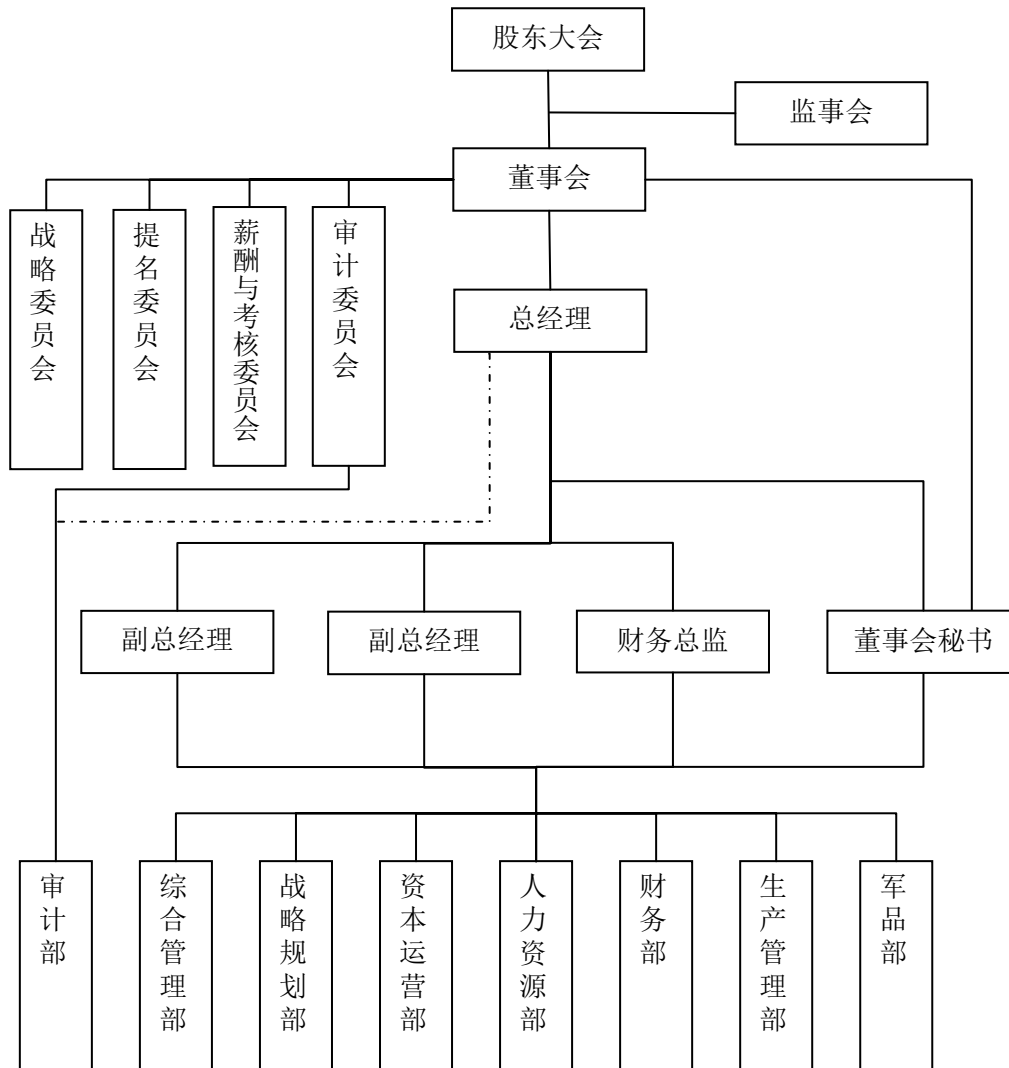 股东大会
监事会
董事会
战略委员会
提名委员会
薪酬与考核委员会
审计委员会
总经理
副总经理
副总经理
财务总监
董事会秘书
审计部
综合管理部
战略规划部
资本运营部
人力资源部
财务部
生产管理部
军品部